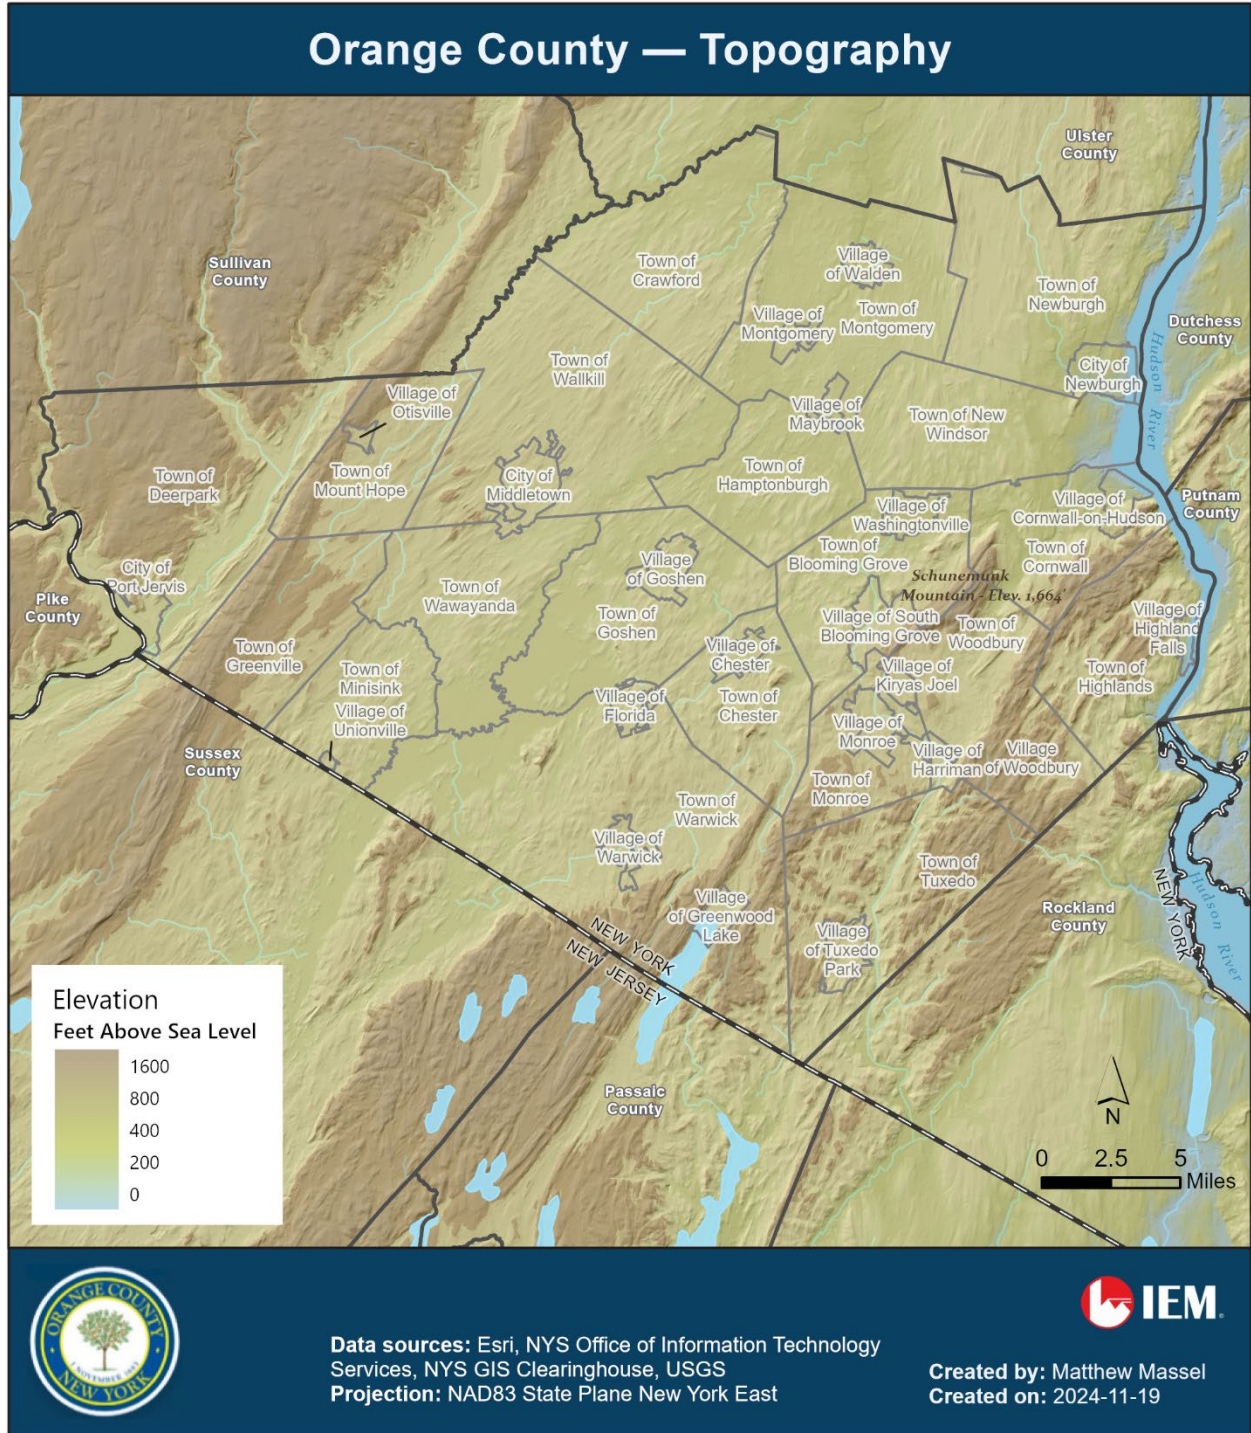 Orange County — Topography
Ulster
County
Sullivan
County
Town of
Crawford
Village
of Walden
Town of
Newburgh
Village of
Montgomery
Town of
Montgomery
Dutchess
County
Hudson River
Town of
Wallkill
City of
Newburgh
Village of
Otisville
Village of
Maybrook
Town of New
Windsor
Town of
Deerpark
Town of
Mount Hope
City of
Middletown
Town of
Hamptonburgh
Village of
Washingtonville
Village of
Cornwall-on-Hudson
Putnam
County
Town of
Blooming Grove
Town of
Cornwall
City of
Port Jervis
Village
of Goshen
Schunemunk
Mountain - Elev. 1,664'
Pike
County
Town of
Wawayanda
Town of
Goshen
Village of South
Blooming Grove
Town of
Woodbury
Village of
Highland
Falls
Town of
Greenville
Town of
Minisink
Village of
Chester
Village of
Kiryas Joel
Town of
Highlands
Village of
Unionville
Village of
Florida
Town of
Chester
Village of
Monroe
Village of
Harriman
Village
of Woodbury
Sussex
County
Town of
Monroe
Town of
Warwick
Village of
Warwick
Town of
Tuxedo
Village
of Greenwood
Lake
Rockland
County
NEW YORK
Hudson River
Village
of Tuxedo
Park
NEW YORK
NEW JERSEY
Passaic
County
Elevation
Feet Above Sea Level
1600
800
400
200
0
N
0 2.5 5
Miles
ORANGE COUNTY
1 NOVEMBER 1683
NEW YORK
IEM.
Data sources: Esri, NYS Office of Information Technology
Services, NYS GIS Clearinghouse, USGS
Projection: NAD83 State Plane New York East
Created by: Matthew Massel
Created on: 2024-11-19